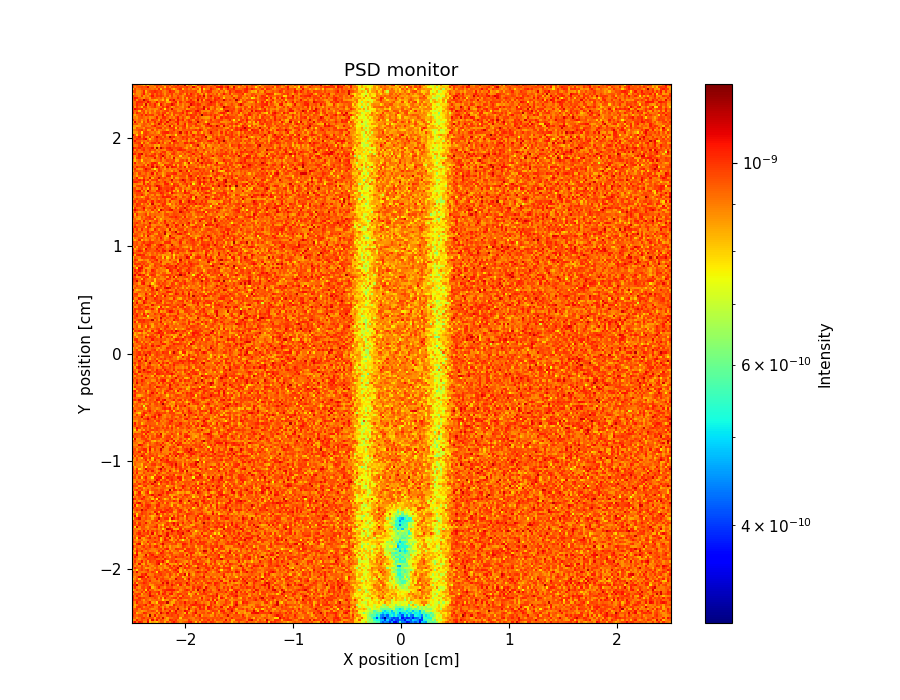 PSD monitor
2
1
0
−1
−2
Y position [cm]
−2 −1 0 1 2
X position [cm]
10⁻⁹
6 × 10⁻¹⁰
4 × 10⁻¹⁰
Intensity